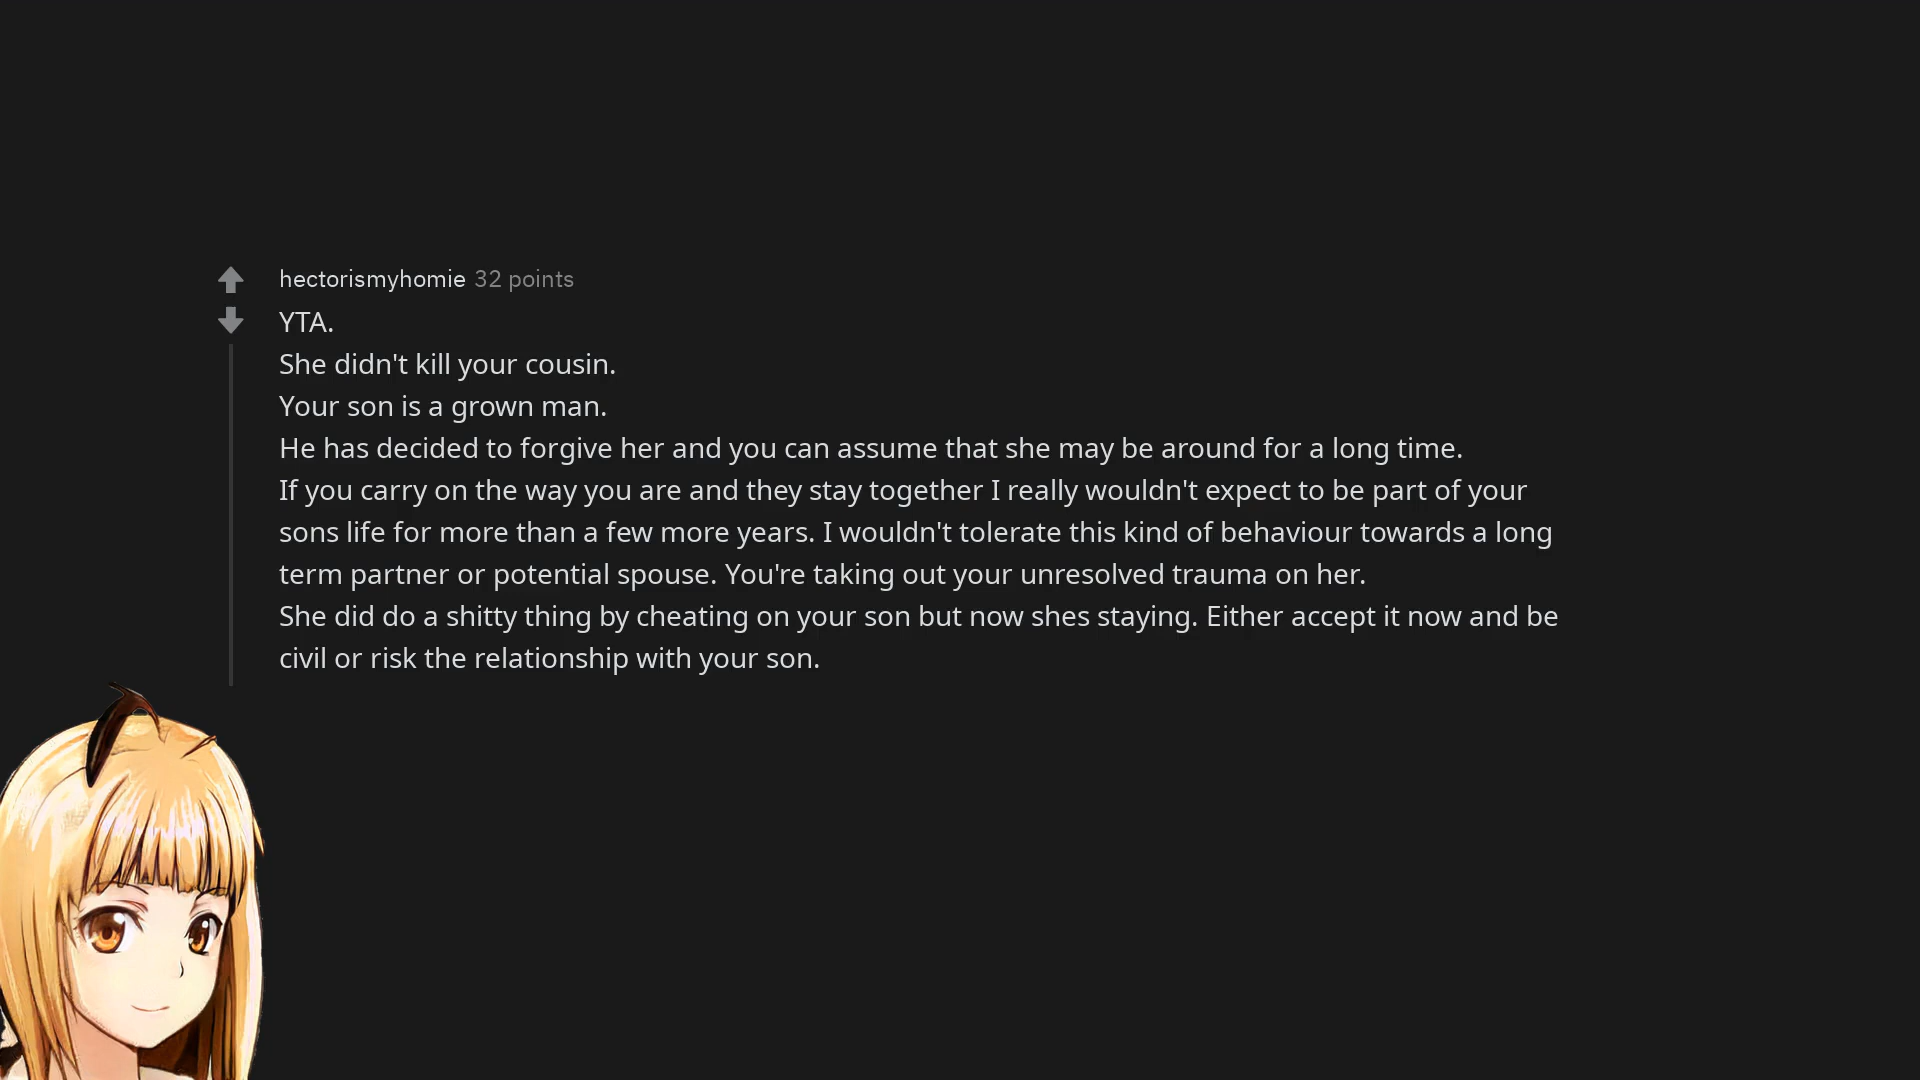 hectorismyhomie 32 points
YTA.
She didn't kill your cousin.
Your son is a grown man.
He has decided to forgive her and you can assume that she may be around for a long time.
If you carry on the way you are and they stay together I really wouldn't expect to be part of your
sons life for more than a few more years. I wouldn't tolerate this kind of behaviour towards a long
term partner or potential spouse. You're taking out your unresolved trauma on her.
She did do a shitty thing by cheating on your son but now shes staying. Either accept it now and be
civil or risk the relationship with your son.